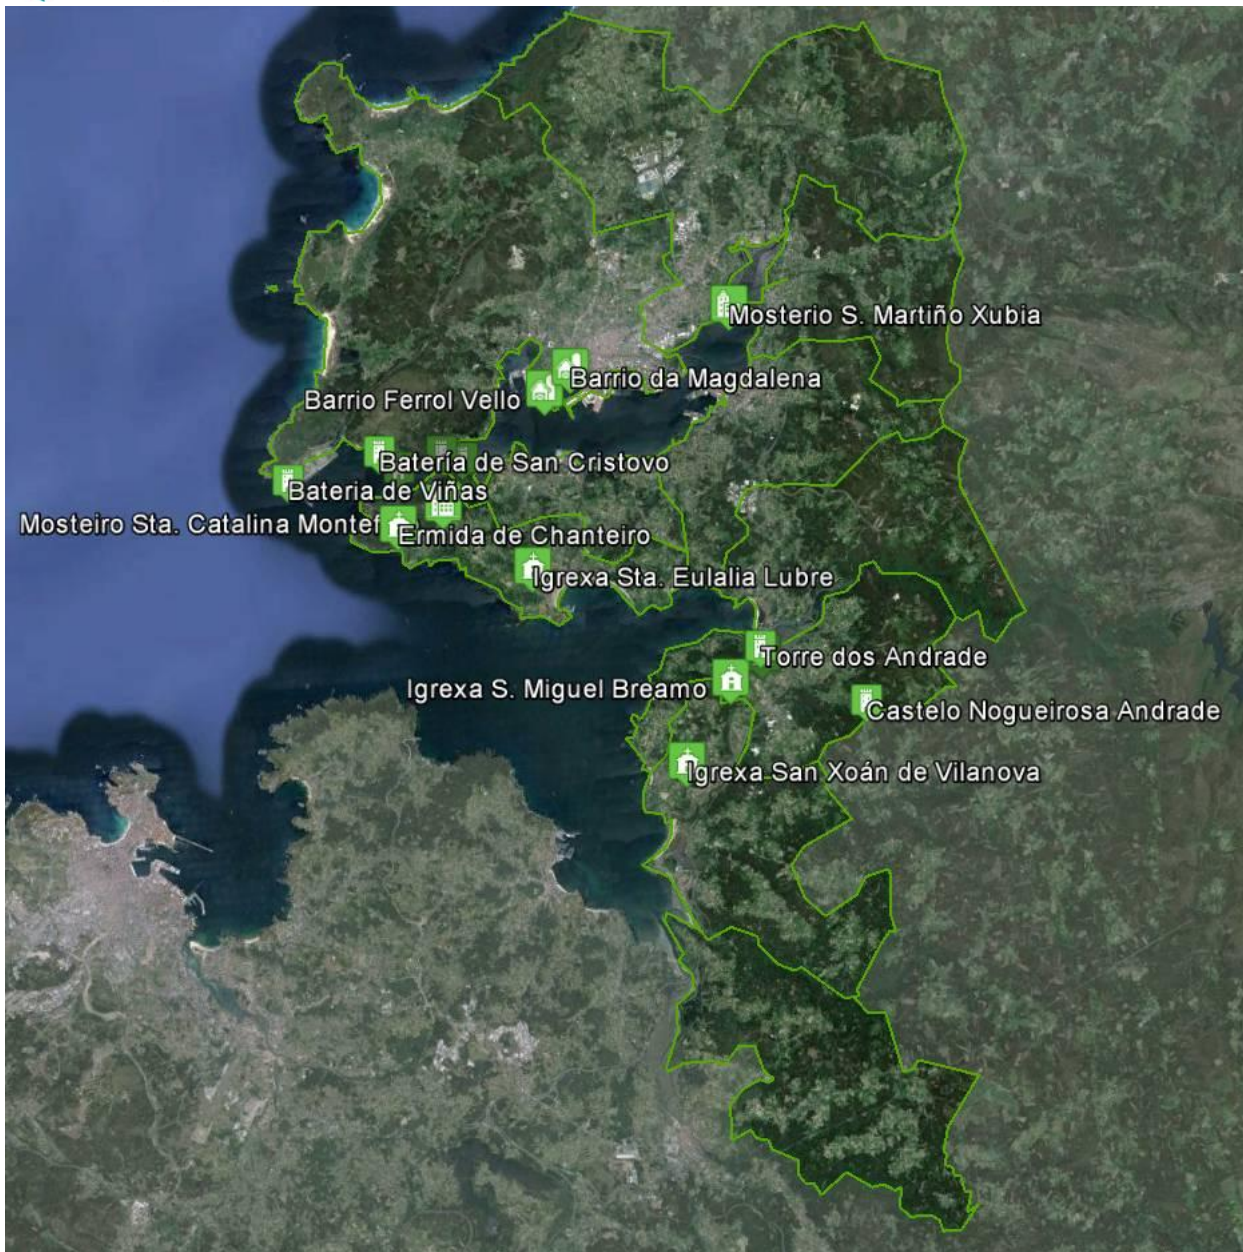 Mosterio S. Martiño Xubia
Barrio da Magdalena
Barrio Ferrol Vello
Batería de San Cristovo
Bateria de Viñas
Mosteiro Sta. Catalina Montef
Ermida de Chanteiro
Igrexa Sta. Eulalia Lubre
Torre dos Andrade
Igrexa S. Miguel Breamo
Castelo Nogueirosa Andrade
Igrexa San Xoán de Vilanova